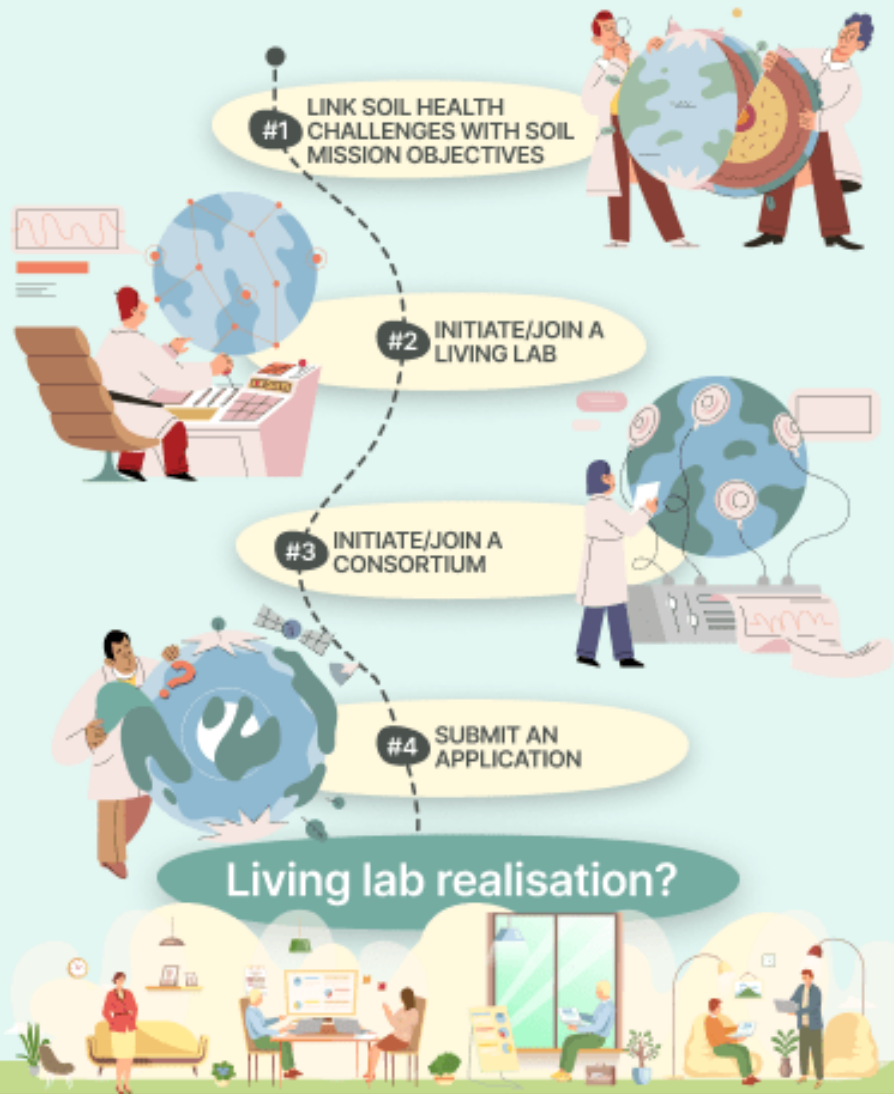 #1
LINK SOIL HEALTH
CHALLENGES WITH SOIL
MISSION OBJECTIVES
#2
INITIATE/JOIN A
LIVING LAB
#3
INITIATE/JOIN A
CONSORTIUM
?
#4
SUBMIT AN
APPLICATION
Living lab realisation?